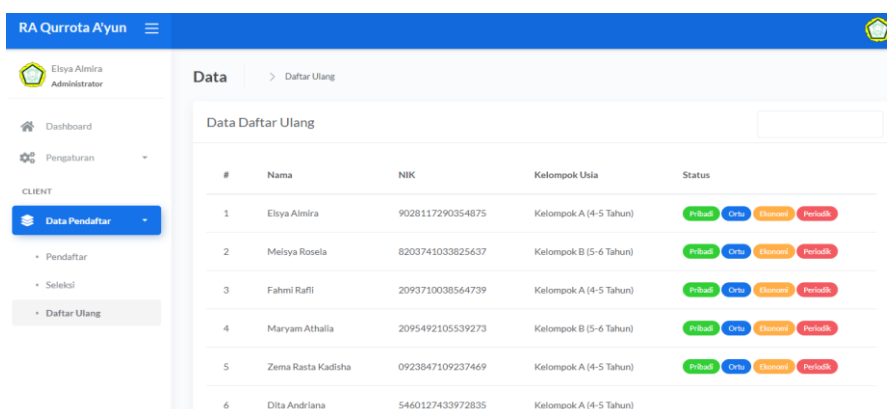 RA Qurrota A'yun
Elsya Almira
Administrator
Dashboard
Pengaturan
CLIENT
Data Pendaftar
Pendaftar
Seleksi
Daftar Ulang
Data > Daftar Ulang
Data Daftar Ulang
# Nama NIK Kelompok Usia Status
1 Elsya Almira 9028117290354875 Kelompok A (4-5 Tahun) Pribadi Ortu Ekonomi Periodik
2 Meisya Rosela 8203741033825637 Kelompok B (5-6 Tahun) Pribadi Ortu Ekonomi Periodik
3 Fahmi Rafli 2093710038564739 Kelompok A (4-5 Tahun) Pribadi Ortu Ekonomi Periodik
4 Maryam Athalia 2095492105539273 Kelompok B (5-6 Tahun) Pribadi Ortu Ekonomi Periodik
5 Zema Rasta Kadisha 0923847109237469 Kelompok A (4-5 Tahun) Pribadi Ortu Ekonomi Periodik
6 Dita Andriana 5460127433972835 Kelompok A (4-5 Tahun)